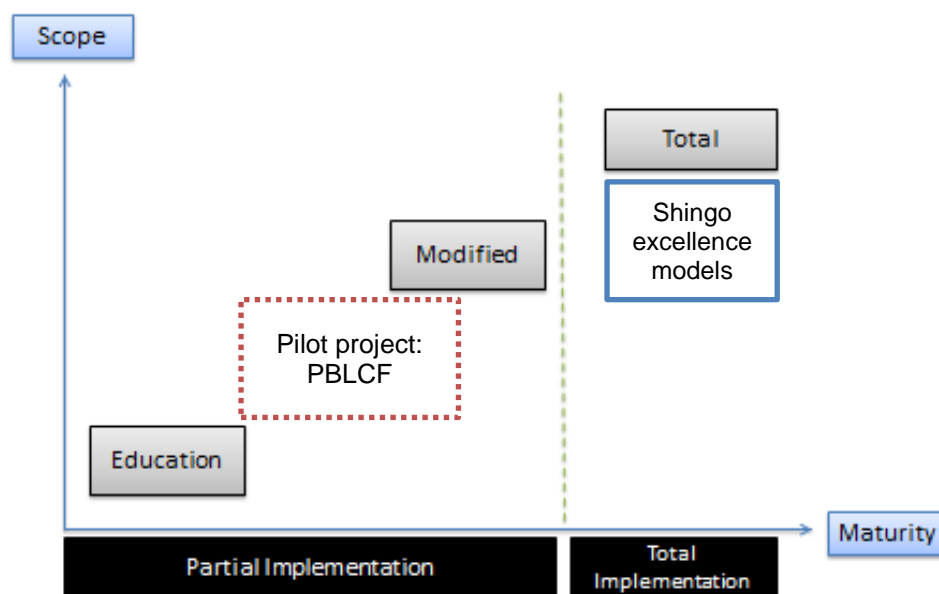 Scope
Total
Shingo
excellence
models
Modified
Pilot project:
PBLCF
Education
Maturity
Partial Implementation
Total
Implementation